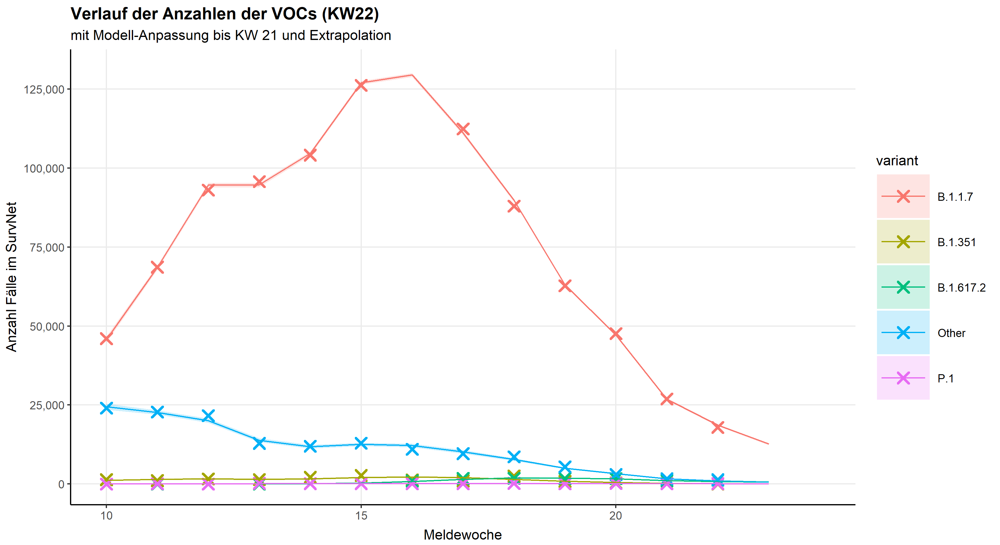 Verlauf der Anzahlen der VOCs (KW22)
mit Modell-Anpassung bis KW 21 und Extrapolation
Anzahl Fälle im SurvNet
125,000
100,000
75,000
50,000
25,000
0
10
15
20
Meldewoche
variant
B.1.1.7
B.1.351
B.1.617.2
Other
P.1